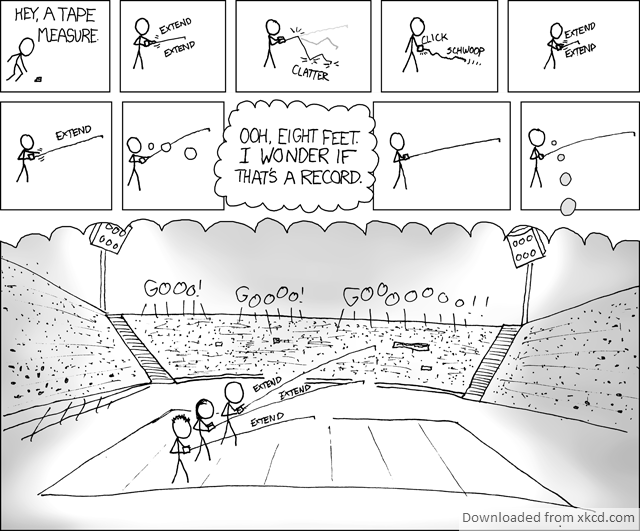 HEY, A TAPE
MEASURE.
EXTEND
EXTEND
CLATTER
CLICK
SCHWOOP
EXTEND
EXTEND
EXTEND
OOH, EIGHT FEET.
I WONDER IF
THAT'S A RECORD.
GOOO!
GOOOO!
GOOOOOOOO!!
EXTEND
EXTEND
EXTEND
Downloaded from xkcd.com